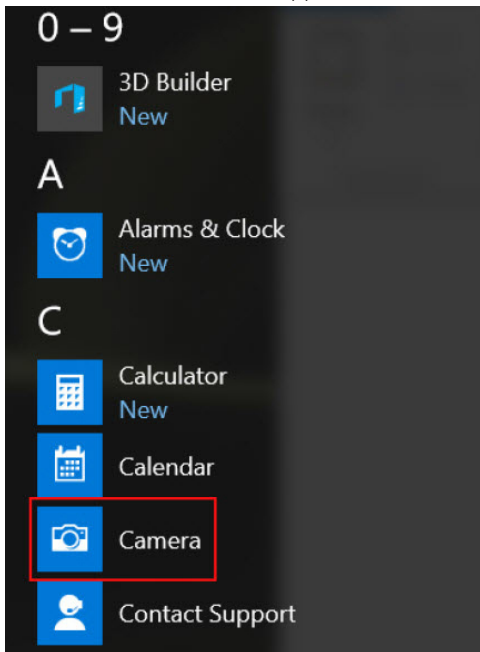 0 – 9
3D Builder
New
A
Alarms & Clock
New
C
Calculator
New
Calendar
Camera
Contact Support